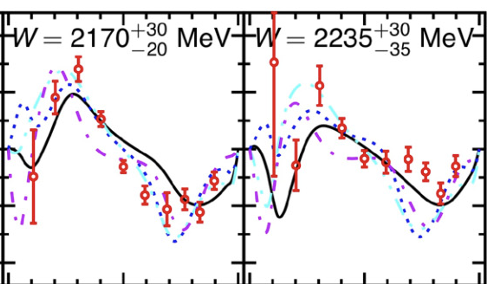 W = 2170⁺³⁰₋₂₀ MeV
W = 2235⁺³⁰₋₃₅ MeV